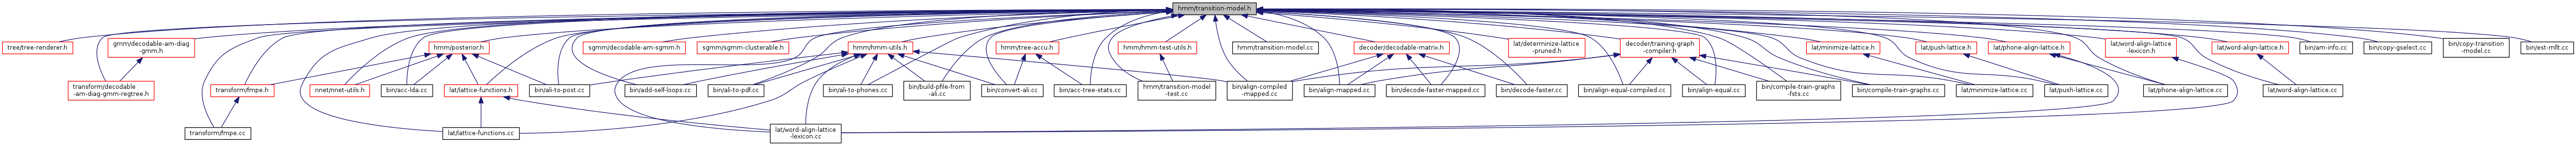 hmm/transition-model.h
tree/tree-renderer.h
gmm/decodable-am-diag
-gmm.h
hmm/posterior.h
sgmm/decodable-am-sgmm.h
sgmm/sgmm-clusterable.h
hmm/hmm-utils.h
hmm/tree-accu.h
hmm/hmm-test-utils.h
hmm/transition-model.cc
decoder/decodable-matrix.h
lat/determinize-lattice
-pruned.h
decoder/training-graph
-compiler.h
lat/minimize-lattice.h
lat/push-lattice.h
lat/phone-align-lattice.h
lat/word-align-lattice
-lexicon.h
lat/word-align-lattice.h
bin/am-info.cc
bin/copy-gselect.cc
bin/copy-transition
-model.cc
bin/est-mllt.cc
transform/decodable
-am-diag-gmm-regtree.h
transform/fmpe.h
nnet/nnet-utils.h
bin/acc-lda.cc
lat/lattice-functions.h
bin/ali-to-post.cc
bin/add-self-loops.cc
bin/ali-to-pdf.cc
bin/ali-to-phones.cc
bin/build-pfile-from
-ali.cc
bin/convert-ali.cc
bin/acc-tree-stats.cc
hmm/transition-model
-test.cc
bin/align-compiled
-mapped.cc
bin/align-mapped.cc
bin/decode-faster-mapped.cc
bin/decode-faster.cc
bin/align-equal-compiled.cc
bin/align-equal.cc
bin/compile-train-graphs
-fsts.cc
bin/compile-train-graphs.cc
lat/minimize-lattice.cc
lat/push-lattice.cc
lat/phone-align-lattice.cc
lat/word-align-lattice.cc
transform/fmpe.cc
lat/lattice-functions.cc
lat/word-align-lattice
-lexicon.cc